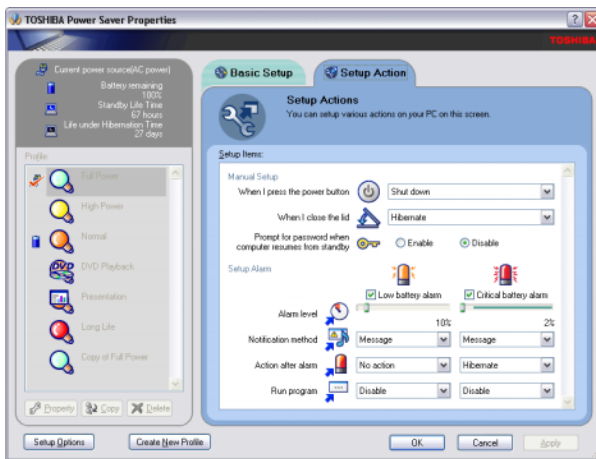 TOSHIBA Power Saver Properties
TOSHIBA
Current power source(AC power)
Battery remaining
100%
Standby Life Time
67 hours
Life under Hibernation Time
27 days
Profile:
Full Power
High Power
Normal
DVD Playback
Presentation
Long Life
Copy of Full Power
Property Copy Delete
Setup Options Create New Profile
Basic Setup Setup Action
Setup Actions
You can setup various actions on your PC on this screen.
Setup Items:
Manual Setup
When I press the power button Shut down
When I close the lid Hibernate
Prompt for password when
computer resumes from standby Enable Disable
Setup Alarm
Low battery alarm Critical battery alarm
Alarm level
10% 2%
Notification method Message Message
Action after alarm No action Hibernate
Run program Disable Disable
OK Cancel Apply